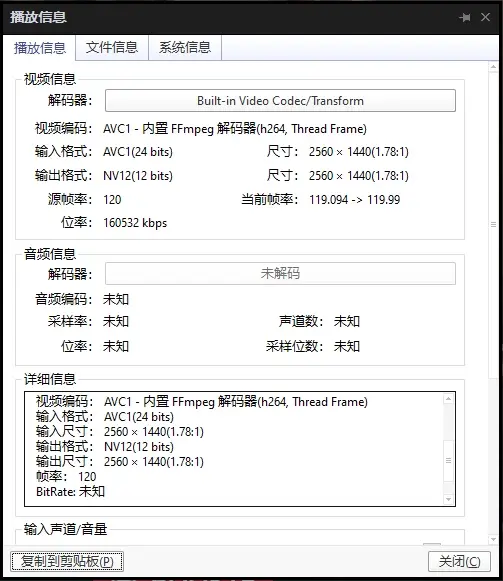 播放信息
播放信息 文件信息 系统信息
视频信息
解码器： Built-in Video Codec/Transform
视频编码： AVC1 - 内置 FFmpeg 解码器(h264, Thread Frame)
输入格式： AVC1(24 bits) 尺寸： 2560 × 1440(1.78:1)
输出格式： NV12(12 bits) 尺寸： 2560 × 1440(1.78:1)
源帧率： 120 当前帧率： 119.094 -> 119.99
位率： 160532 kbps
音频信息
解码器： 未解码
音频编码： 未知
采样率： 未知 声道数： 未知
位率： 未知 采样位数： 未知
详细信息
视频编码： AVC1 - 内置 FFmpeg 解码器(h264, Thread Frame)
输入格式： AVC1(24 bits)
输入尺寸： 2560 × 1440(1.78:1)
输出格式： NV12(12 bits)
输出尺寸： 2560 × 1440(1.78:1)
帧率： 120
BitRate: 未知
输入声道/音量
复制到剪贴板(P) 关闭(C)